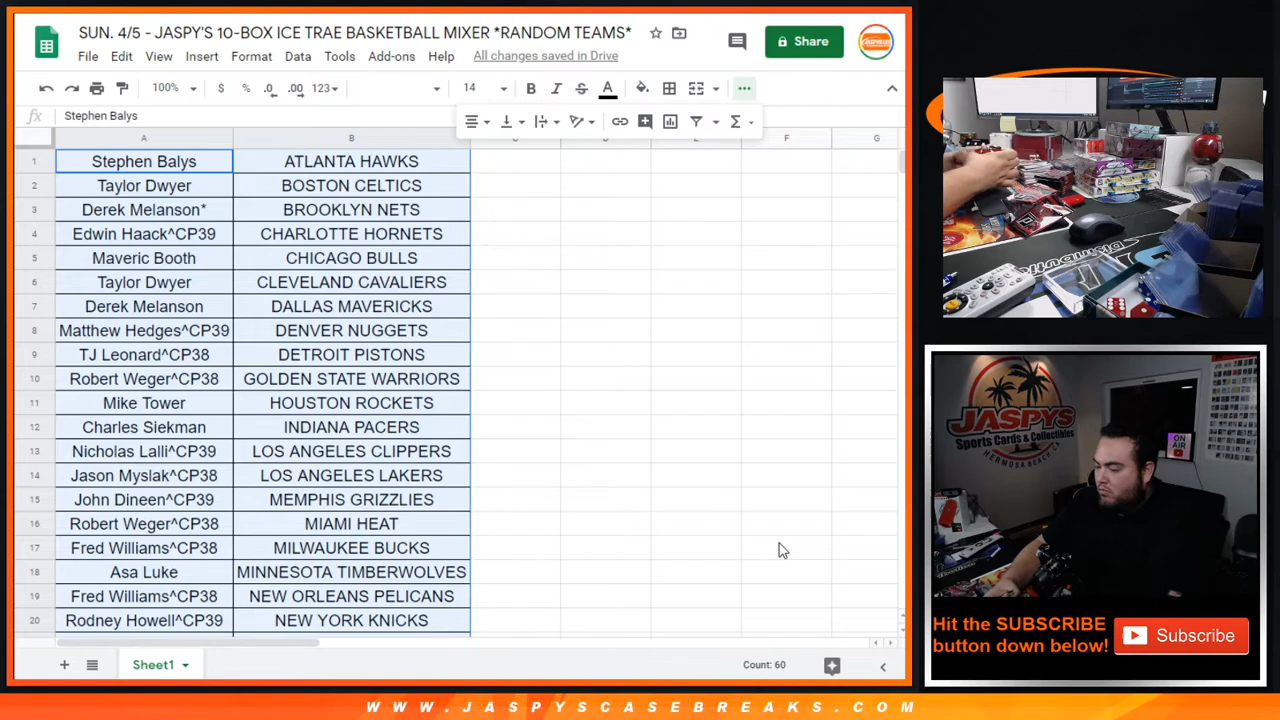 SUN. 4/5 - JASPY'S 10-BOX ICE TRAE BASKETBALL MIXER *RANDOM TEAMS*
File Edit View Insert Format Data Tools Add-ons Help All changes saved in Drive
Share
100% $ % .0 .00 123 14 B I S A
fx Stephen Balys
A B F G
1 Stephen Balys ATLANTA HAWKS
2 Taylor Dwyer BOSTON CELTICS
3 Derek Melanson* BROOKLYN NETS
4 Edwin Haack^CP39 CHARLOTTE HORNETS
5 Maveric Booth CHICAGO BULLS
6 Taylor Dwyer CLEVELAND CAVALIERS
7 Derek Melanson DALLAS MAVERICKS
8 Matthew Hedges^CP39 DENVER NUGGETS
9 TJ Leonard^CP38 DETROIT PISTONS
10 Robert Weger^CP38 GOLDEN STATE WARRIORS
11 Mike Tower HOUSTON ROCKETS
12 Charles Siekman INDIANA PACERS
13 Nicholas Lalli^CP39 LOS ANGELES CLIPPERS
14 Jason Myslak^CP38 LOS ANGELES LAKERS
15 John Dineen^CP39 MEMPHIS GRIZZLIES
16 Robert Weger^CP38 MIAMI HEAT
17 Fred Williams^CP38 MILWAUKEE BUCKS
18 Asa Luke MINNESOTA TIMBERWOLVES
19 Fred Williams^CP38 NEW ORLEANS PELICANS
20 Rodney Howell^CP39 NEW YORK KNICKS
Sheet1
Count: 60
JASPYS
Sports Cards & Collectibles
HERMOSA BEACH CA
ON
AIR
Hit the SUBSCRIBE
button down below!
Subscribe
WWW.JASPYSCASEBREAKS.COM